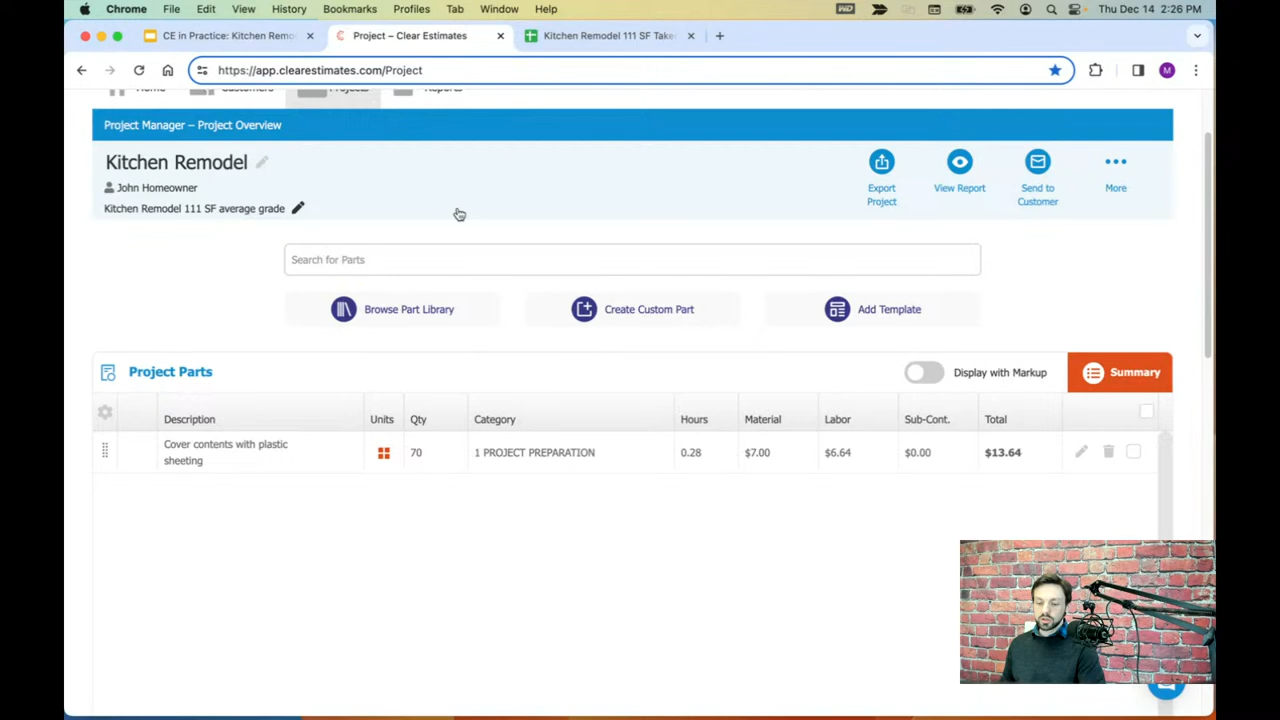 Chrome File Edit View History Bookmarks Profiles Tab Window Help Thu Dec 14 2:26 PM
CE in Practice: Kitchen Remo Project – Clear Estimates Kitchen Remodel 111 SF Take
https://app.clearestimates.com/Project M
Home Customers Projects Reports
Project Manager – Project Overview
Kitchen Remodel
John Homeowner
Kitchen Remodel 111 SF average grade
Export Project
View Report
Send to Customer
More
Search for Parts
Browse Part Library Create Custom Part Add Template
Project Parts Display with Markup Summary
Description Units Qty Category Hours Material Labor Sub-Cont. Total
Cover contents with plastic sheeting 70 1 PROJECT PREPARATION 0.28 $7.00 $6.64 $0.00 $13.64